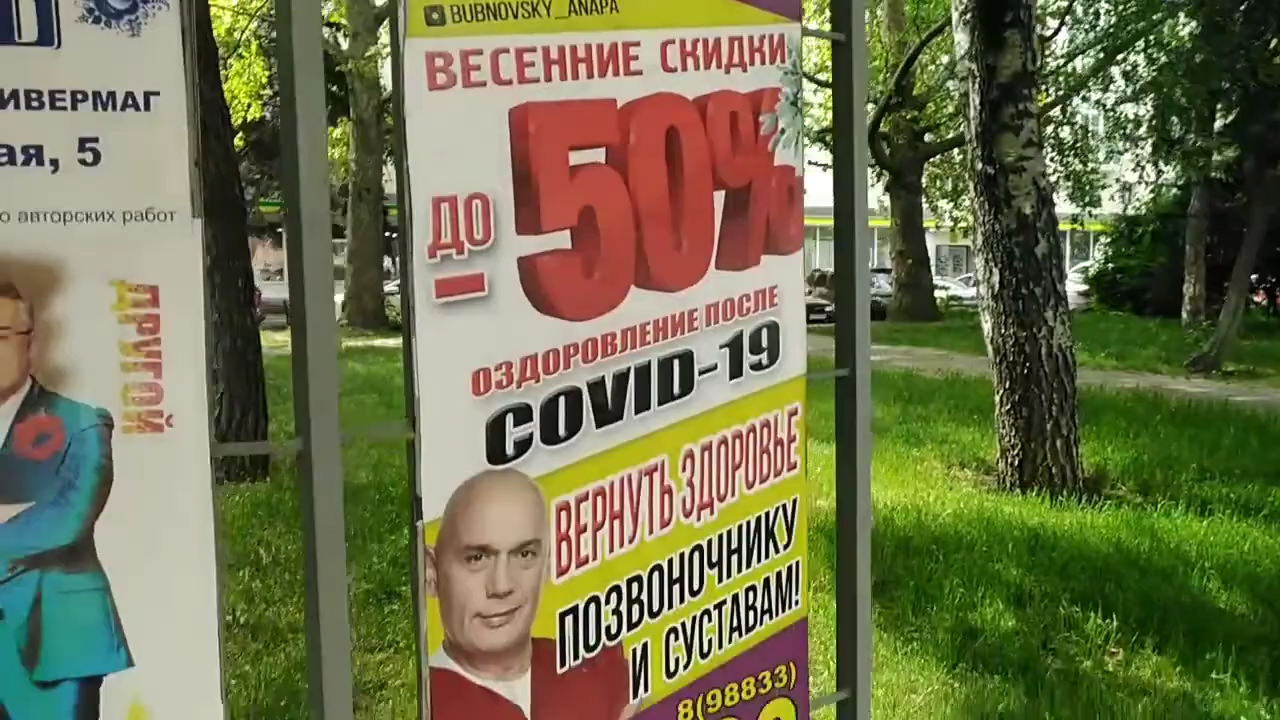 ИВЕРМАГ
ая, 5
о авторских работ
ДРУГОЙ
BUBNOVSKY_ANAPA
ВЕСЕННИЕ СКИДКИ
ДО
-50%
ОЗДОРОВЛЕНИЕ ПОСЛЕ
COVID-19
ВЕРНУТЬ ЗДОРОВЬЕ
ПОЗВОНОЧНИКУ
И СУСТАВАМ!
8(98833)